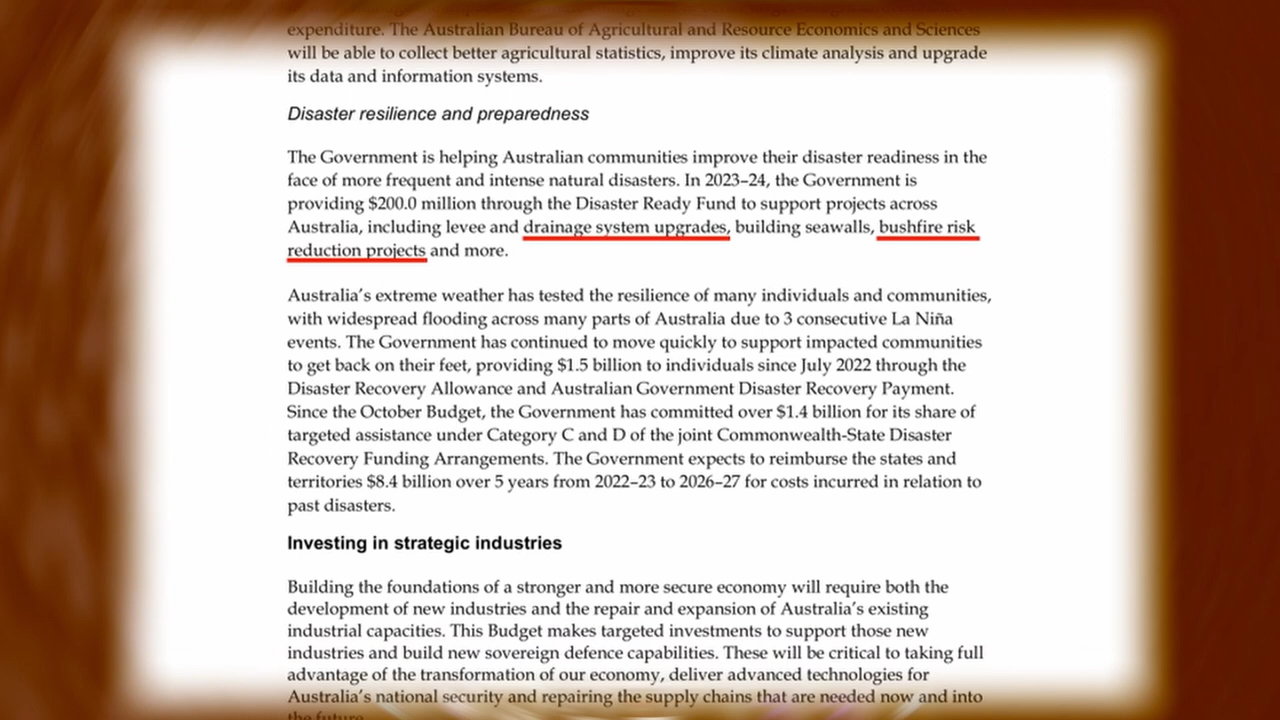 expenditure. The Australian Bureau of Agricultural and Resource Economics and Sciences
will be able to collect better agricultural statistics, improve its climate analysis and upgrade
its data and information systems.
Disaster resilience and preparedness
The Government is helping Australian communities improve their disaster readiness in the
face of more frequent and intense natural disasters. In 2023–24, the Government is
providing $200.0 million through the Disaster Ready Fund to support projects across
Australia, including levee and drainage system upgrades, building seawalls, bushfire risk
reduction projects and more.
Australia's extreme weather has tested the resilience of many individuals and communities,
with widespread flooding across many parts of Australia due to 3 consecutive La Niña
events. The Government has continued to move quickly to support impacted communities
to get back on their feet, providing $1.5 billion to individuals since July 2022 through the
Disaster Recovery Allowance and Australian Government Disaster Recovery Payment.
Since the October Budget, the Government has committed over $1.4 billion for its share of
targeted assistance under Category C and D of the joint Commonwealth-State Disaster
Recovery Funding Arrangements. The Government expects to reimburse the states and
territories $8.4 billion over 5 years from 2022–23 to 2026–27 for costs incurred in relation to
past disasters.
Investing in strategic industries
Building the foundations of a stronger and more secure economy will require both the
development of new industries and the repair and expansion of Australia's existing
industrial capacities. This Budget makes targeted investments to support those new
industries and build new sovereign defence capabilities. These will be critical to taking full
advantage of the transformation of our economy, deliver advanced technologies for
Australia's national security and repairing the supply chains that are needed now and into
the future.